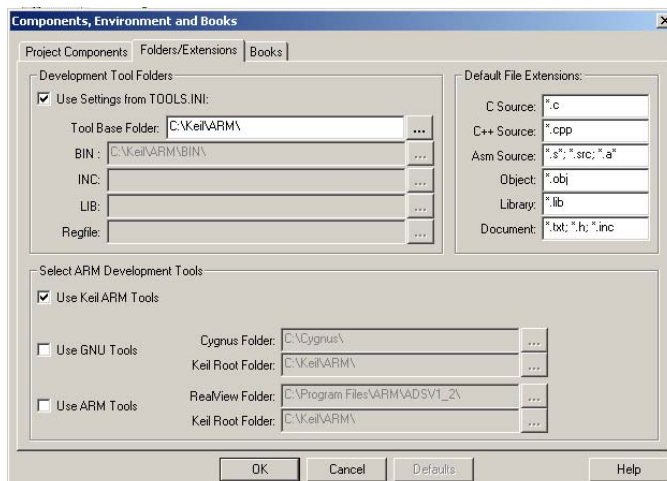 Components, Environment and Books
Project Components Folders/Extensions Books
Development Tool Folders
Use Settings from TOOLS.INI:
Tool Base Folder: C:\Keil\ARM\ ...
BIN : C:\Keil\ARM\BIN\ ...
INC: ...
LIB: ...
Regfile: ...
Default File Extensions:
C Source: *.c
C++ Source: *.cpp
Asm Source: *.s*; *.src; *.a*
Object: *.obj
Library: *.lib
Document: *.txt; *.h; *.inc
Select ARM Development Tools
Use Keil ARM Tools
Use GNU Tools
Cygnus Folder: C:\Cygnus\ ...
Keil Root Folder: C:\Keil\ARM\ ...
Use ARM Tools
RealView Folder: C:\Program Files\ARM\ADSV1_2\ ...
Keil Root Folder: C:\Keil\ARM\ ...
OK Cancel Defaults Help